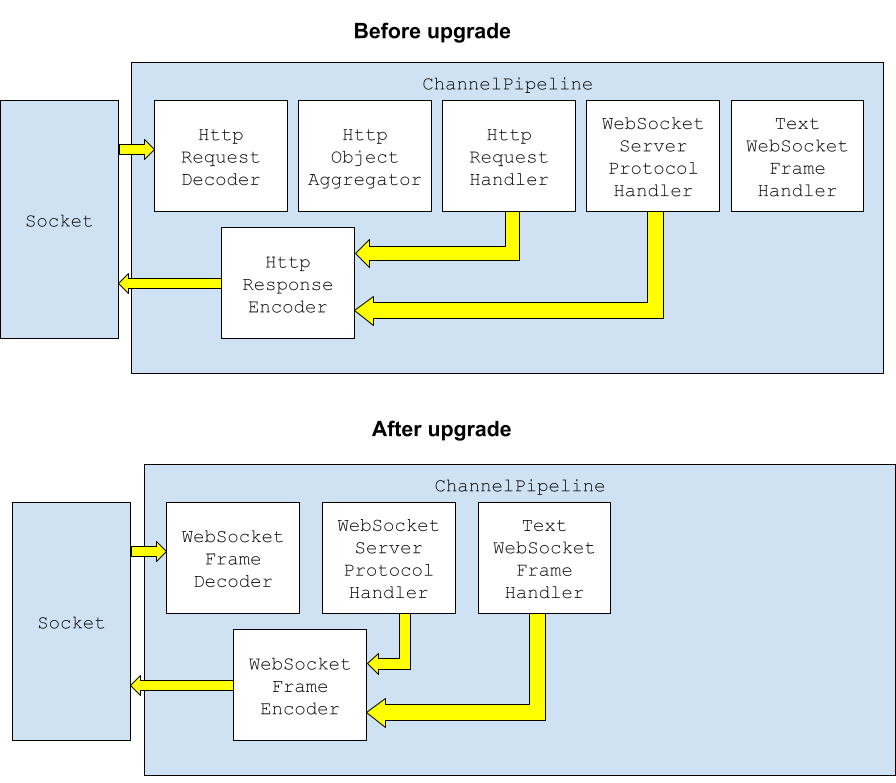 Before upgrade
ChannelPipeline
Socket
Http
Request
Decoder
Http
Object
Aggregator
Http
Request
Handler
WebSocket
Server
Protocol
Handler
Text
WebSocket
Frame
Handler
Http
Response
Encoder
After upgrade
ChannelPipeline
Socket
WebSocket
Frame
Decoder
WebSocket
Server
Protocol
Handler
Text
WebSocket
Frame
Handler
WebSocket
Frame
Encoder